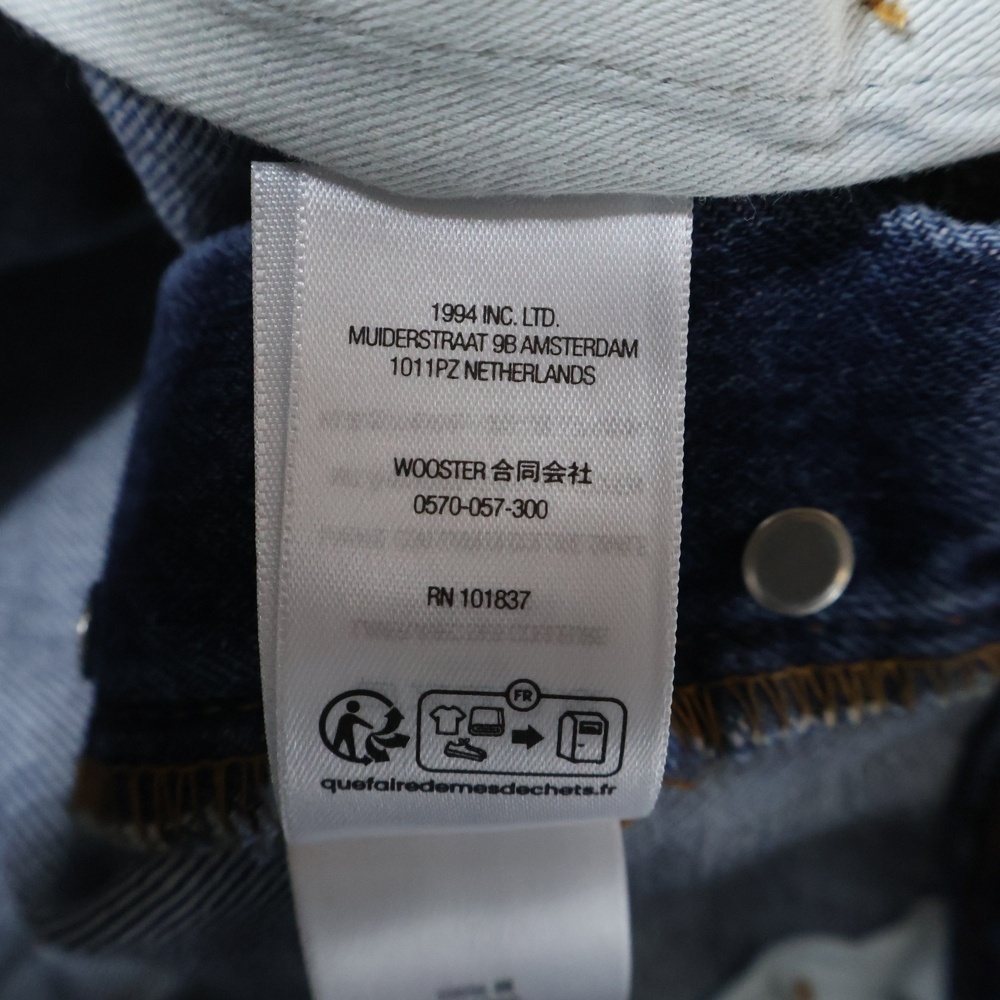 1994 INC. LTD.
MUIDERSTRAAT 9B AMSTERDAM
1011PZ NETHERLANDS
WOOSTER 合同会社
0570-057-300
RN 101837
FR
quefairedemesdechets.fr